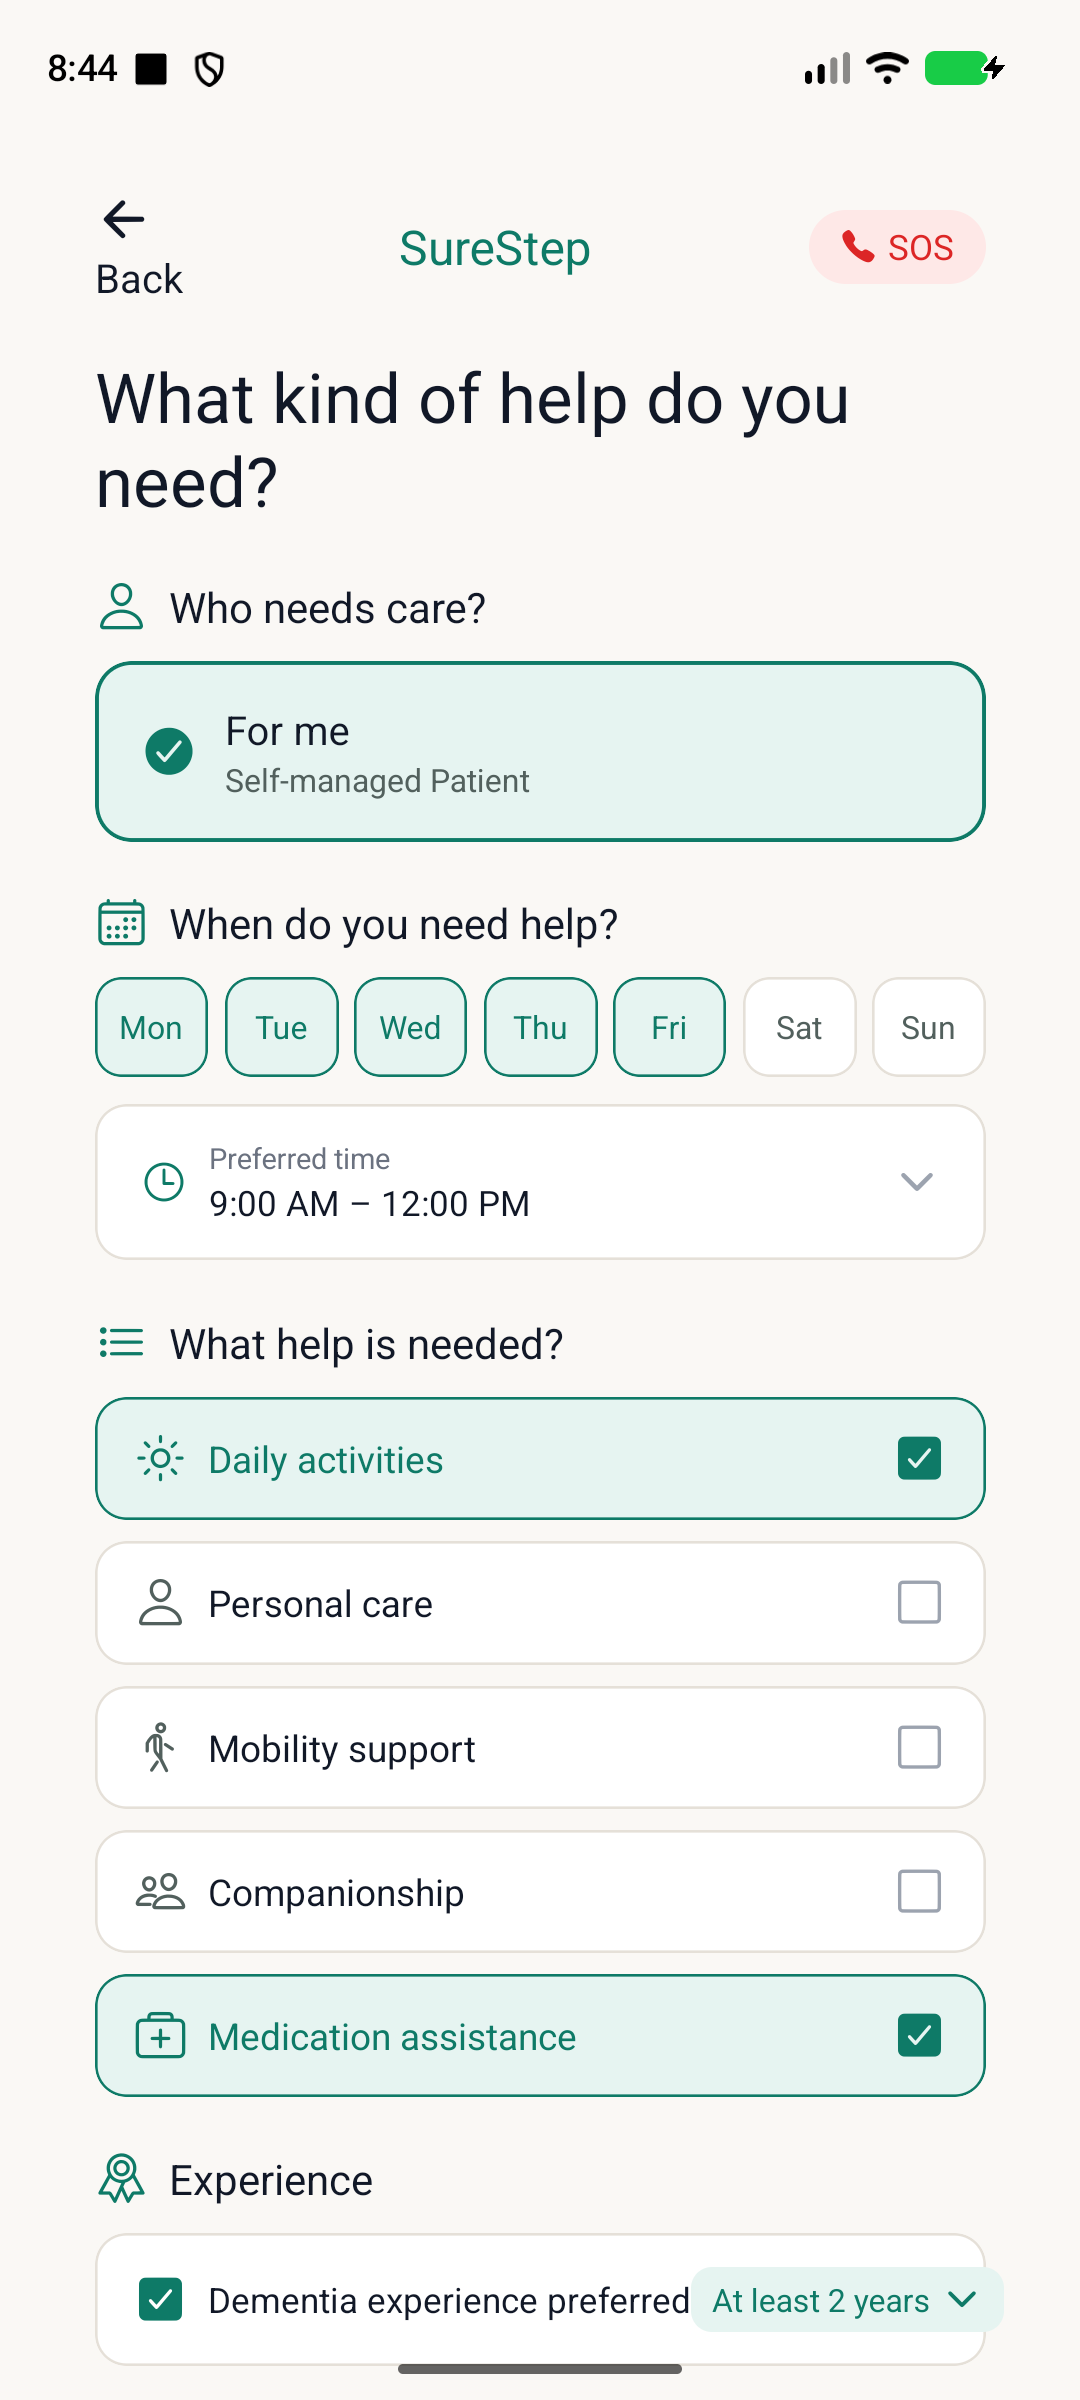 8:44
Back
SureStep
SOS
What kind of help do you
need?
Who needs care?
For me
Self-managed Patient
When do you need help?
Mon Tue Wed Thu Fri Sat Sun
Preferred time
9:00 AM – 12:00 PM
What help is needed?
Daily activities
Personal care
Mobility support
Companionship
Medication assistance
Experience
Dementia experience preferred At least 2 years